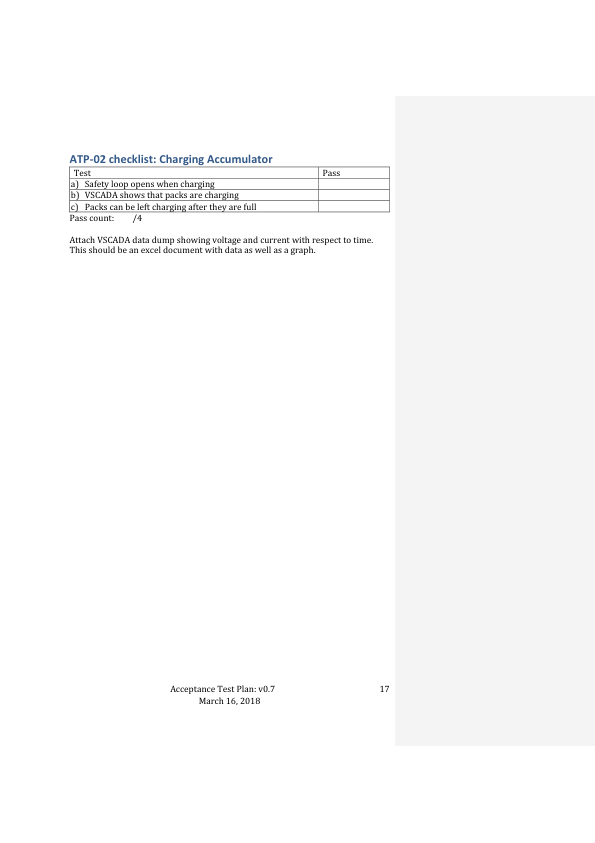 ATP-02 checklist: Charging Accumulator
Test Pass
a) Safety loop opens when charging
b) VSCADA shows that packs are charging
c) Packs can be left charging after they are full
Pass count: /4
Attach VSCADA data dump showing voltage and current with respect to time.
This should be an excel document with data as well as a graph.
Acceptance Test Plan: v0.7 17
March 16, 2018